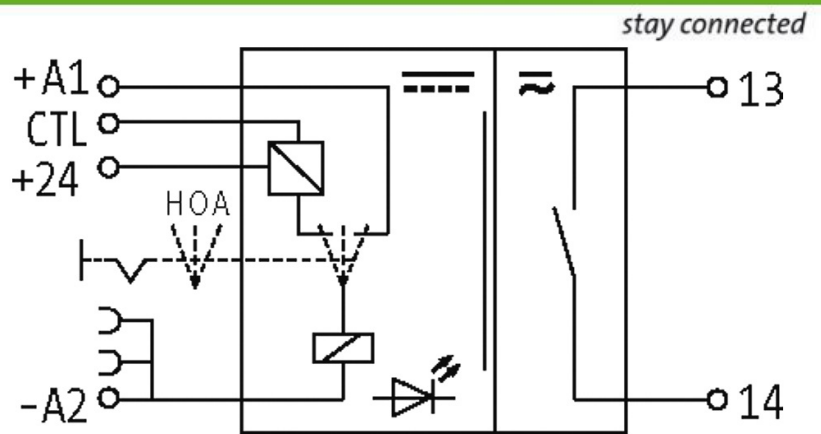 stay connected
+A1
13
CTL
+24
HOA
-A2
14